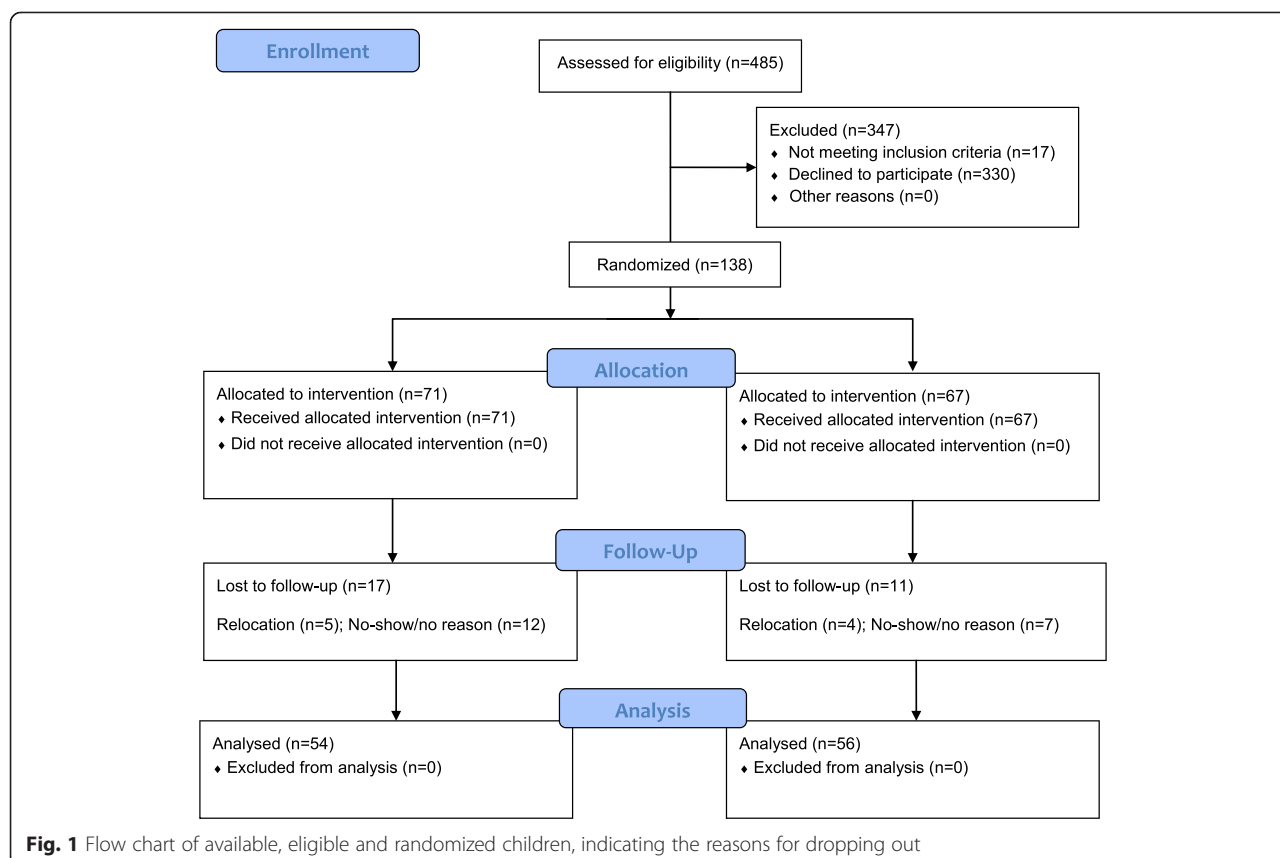 Enrollment
Assessed for eligibility (n=485)
Excluded (n=347)
♦ Not meeting inclusion criteria (n=17)
♦ Declined to participate (n=330)
♦ Other reasons (n=0)
Randomized (n=138)
Allocation
Allocated to intervention (n=71)
♦ Received allocated intervention (n=71)
♦ Did not receive allocated intervention (n=0)
Allocated to intervention (n=67)
♦ Received allocated intervention (n=67)
♦ Did not receive allocated intervention (n=0)
Follow-Up
Lost to follow-up (n=17)
Relocation (n=5); No-show/no reason (n=12)
Lost to follow-up (n=11)
Relocation (n=4); No-show/no reason (n=7)
Analysis
Analysed (n=54)
♦ Excluded from analysis (n=0)
Analysed (n=56)
♦ Excluded from analysis (n=0)
Fig. 1 Flow chart of available, eligible and randomized children, indicating the reasons for dropping out